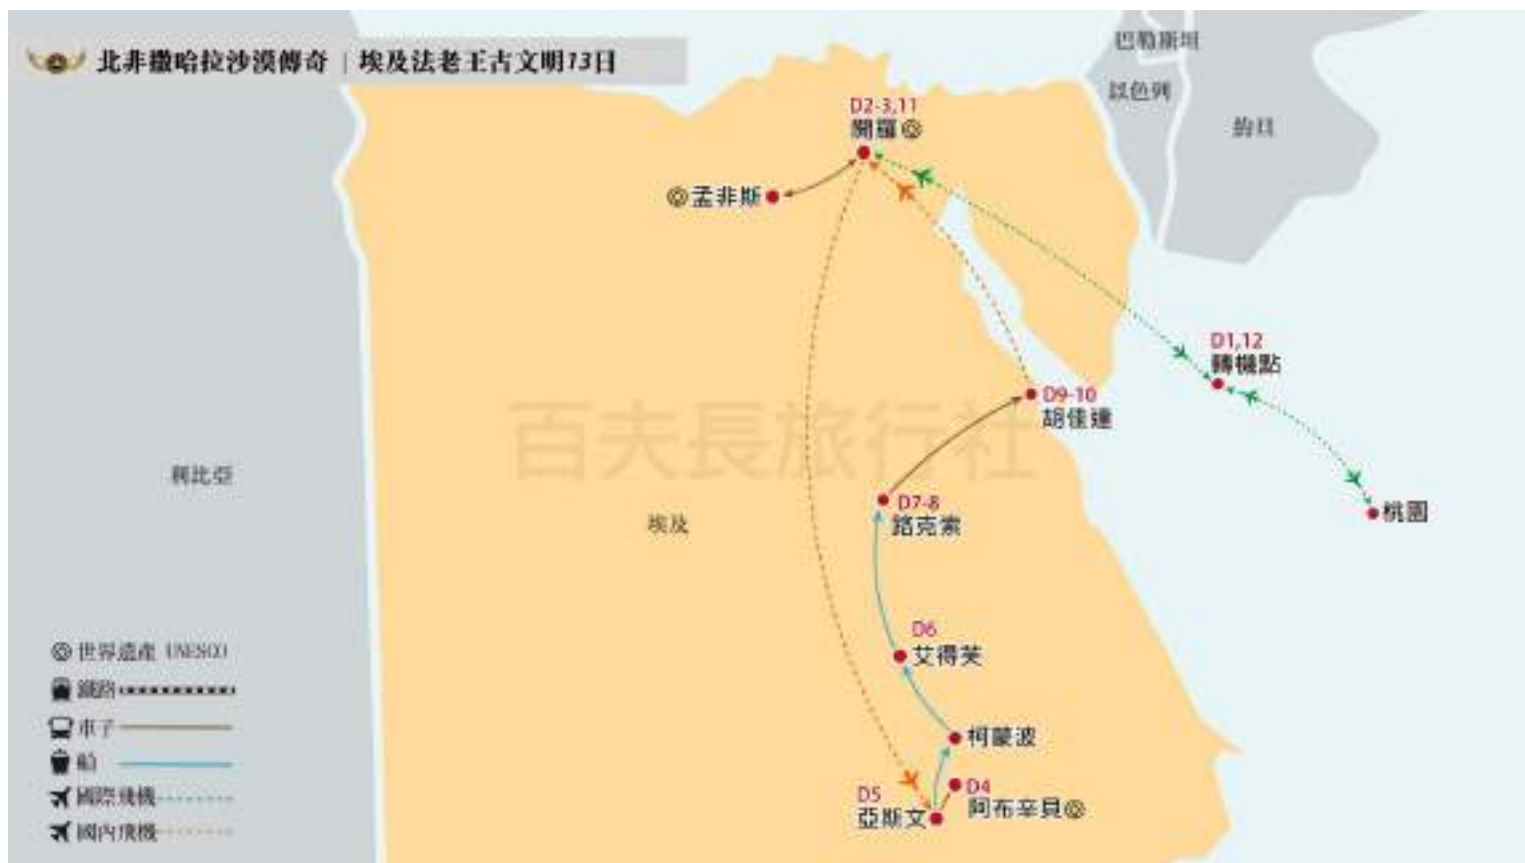 北非撒哈拉沙漠傳奇 | 埃及法老王古文明13日
巴勒斯坦
以色列
約旦
D2-3,11
開羅
孟非斯
D1,12
轉機點
D9-10
胡佳達
百夫長旅行社
利比亞
D7-8
路克索
桃園
埃及
D6
艾得芙
世界遺產 UNESCO
鐵路
柯蒙波
車子
船
D4
D5
國際飛機
阿布辛貝
亞斯文
國內飛機